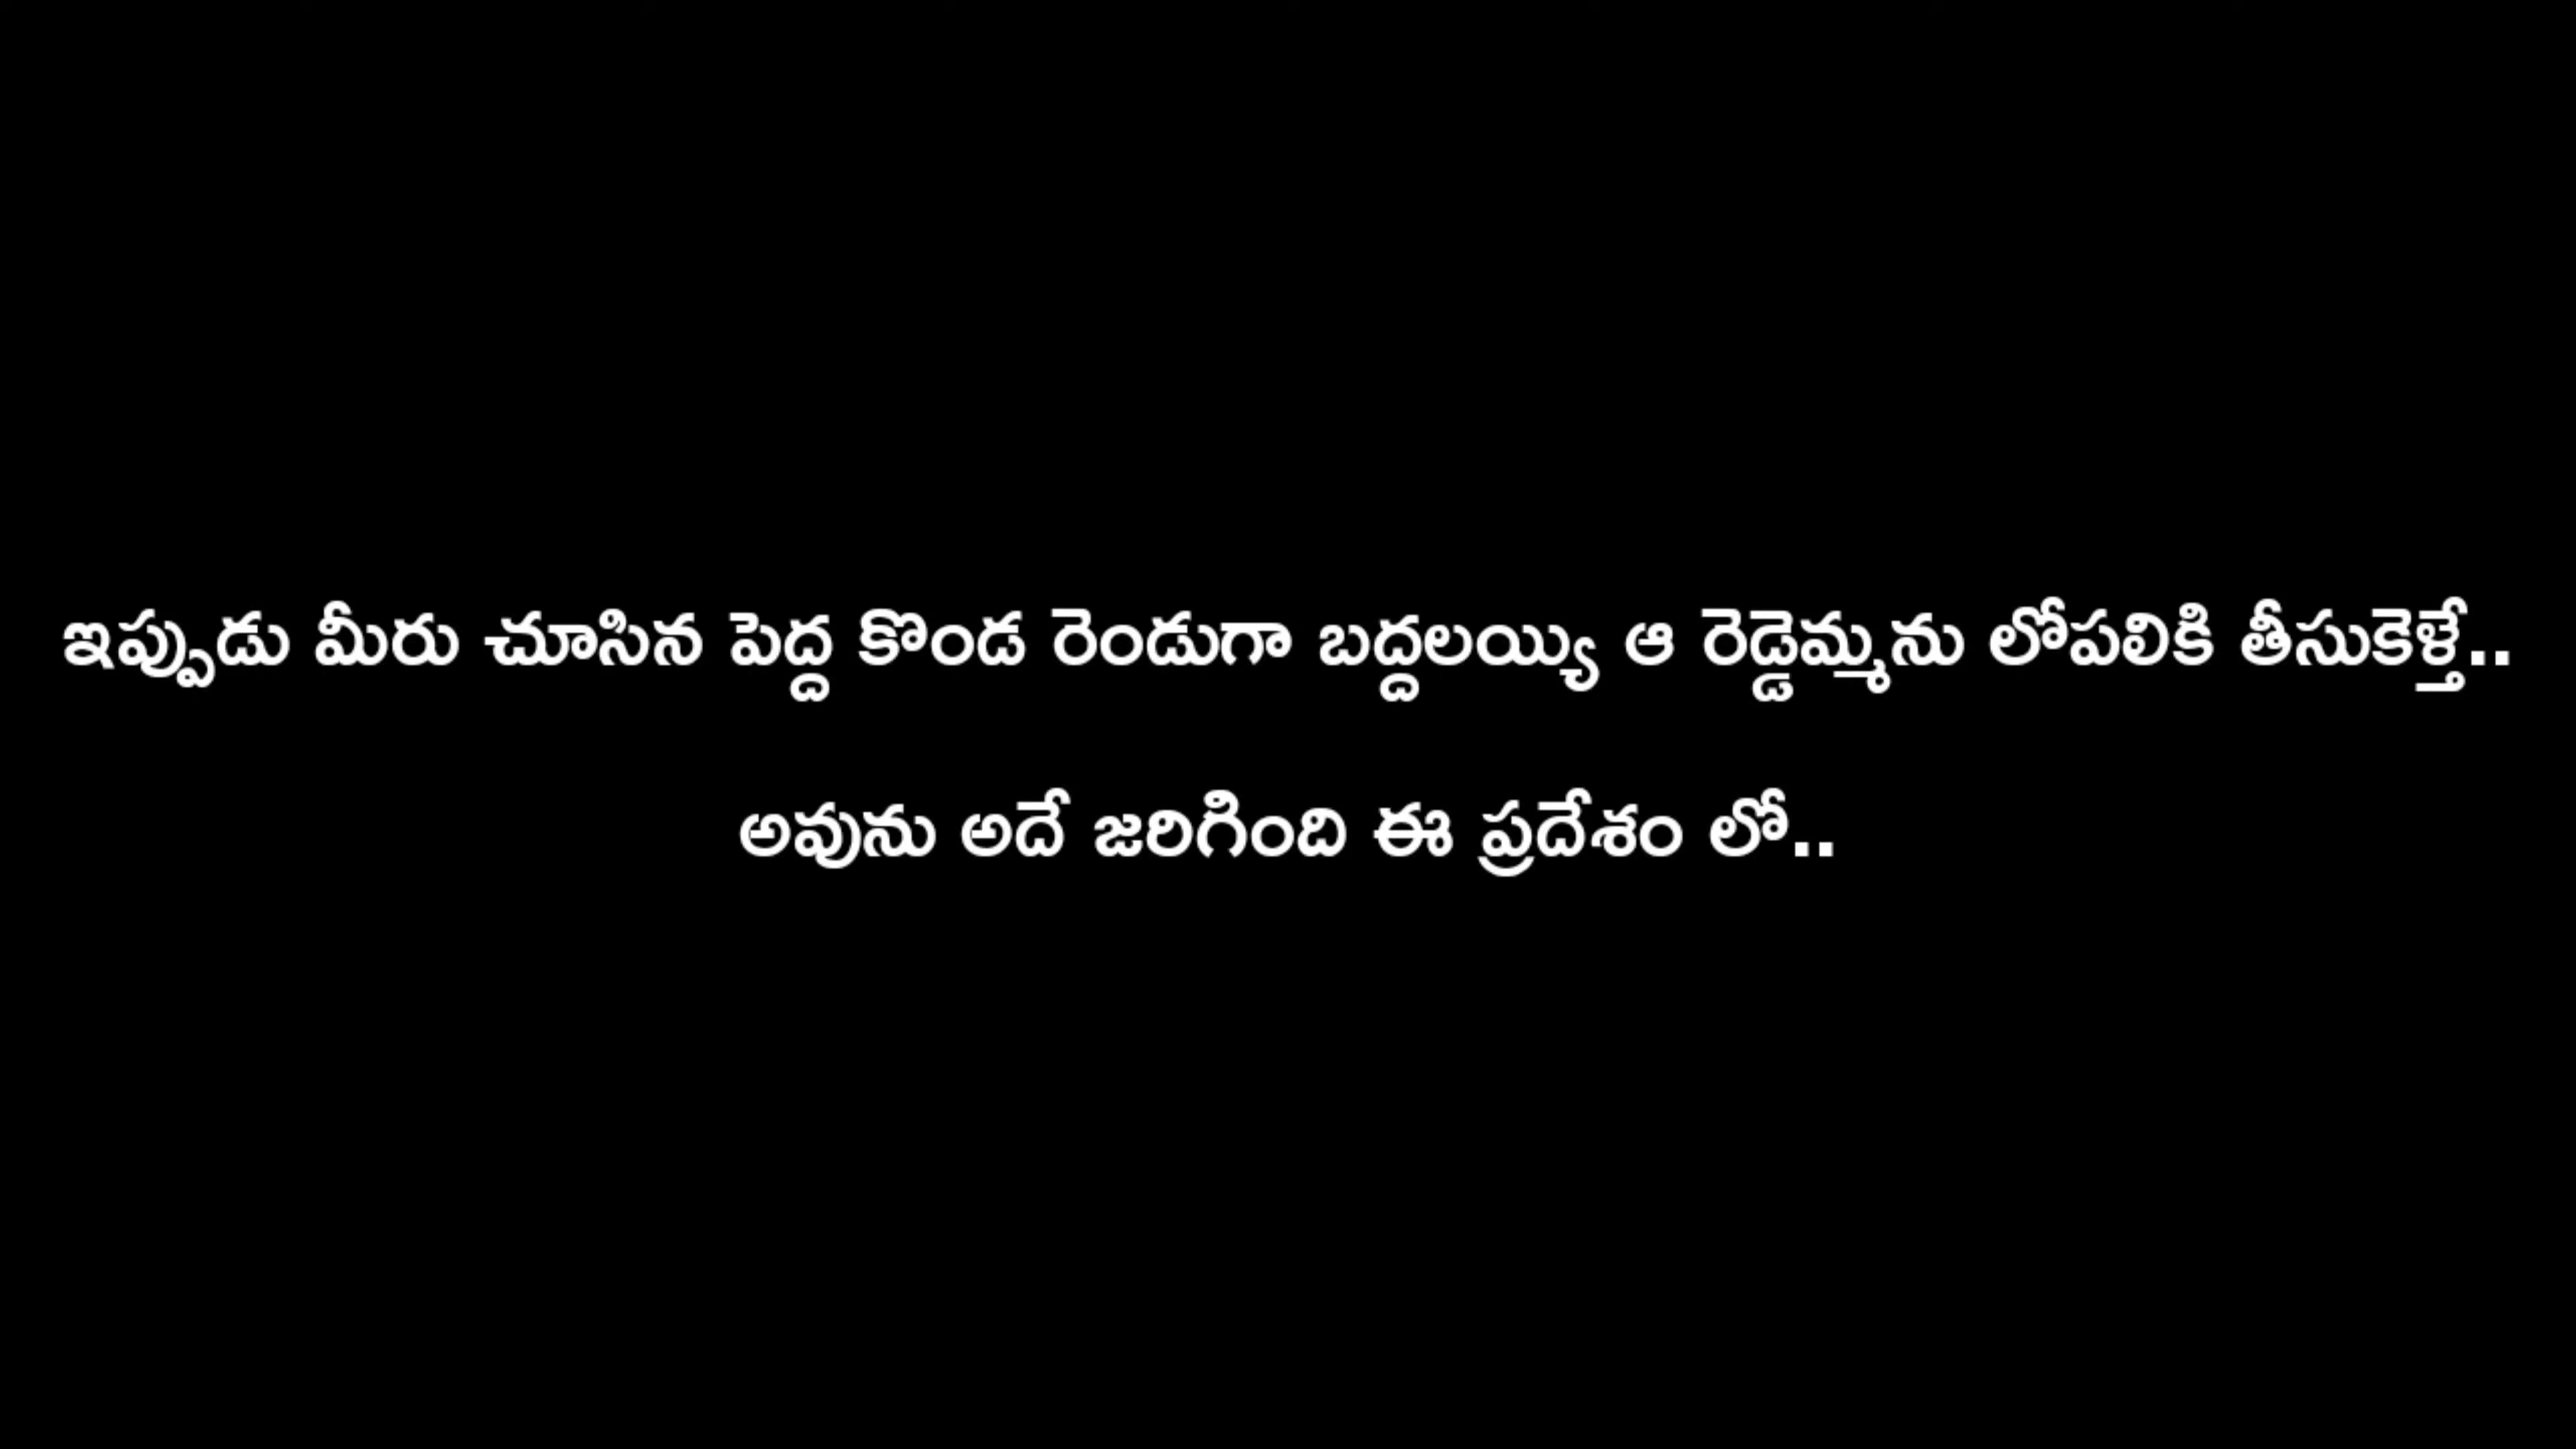 ఇప్పుడు మీరు చూసిన పెద్ద కొండ రెండుగా బద్దలయ్యి ఆ రెడ్డెమ్మను లోపలికి తీసుకెళ్తే..
అవును అదే జరిగింది ఈ ప్రదేశం లో..